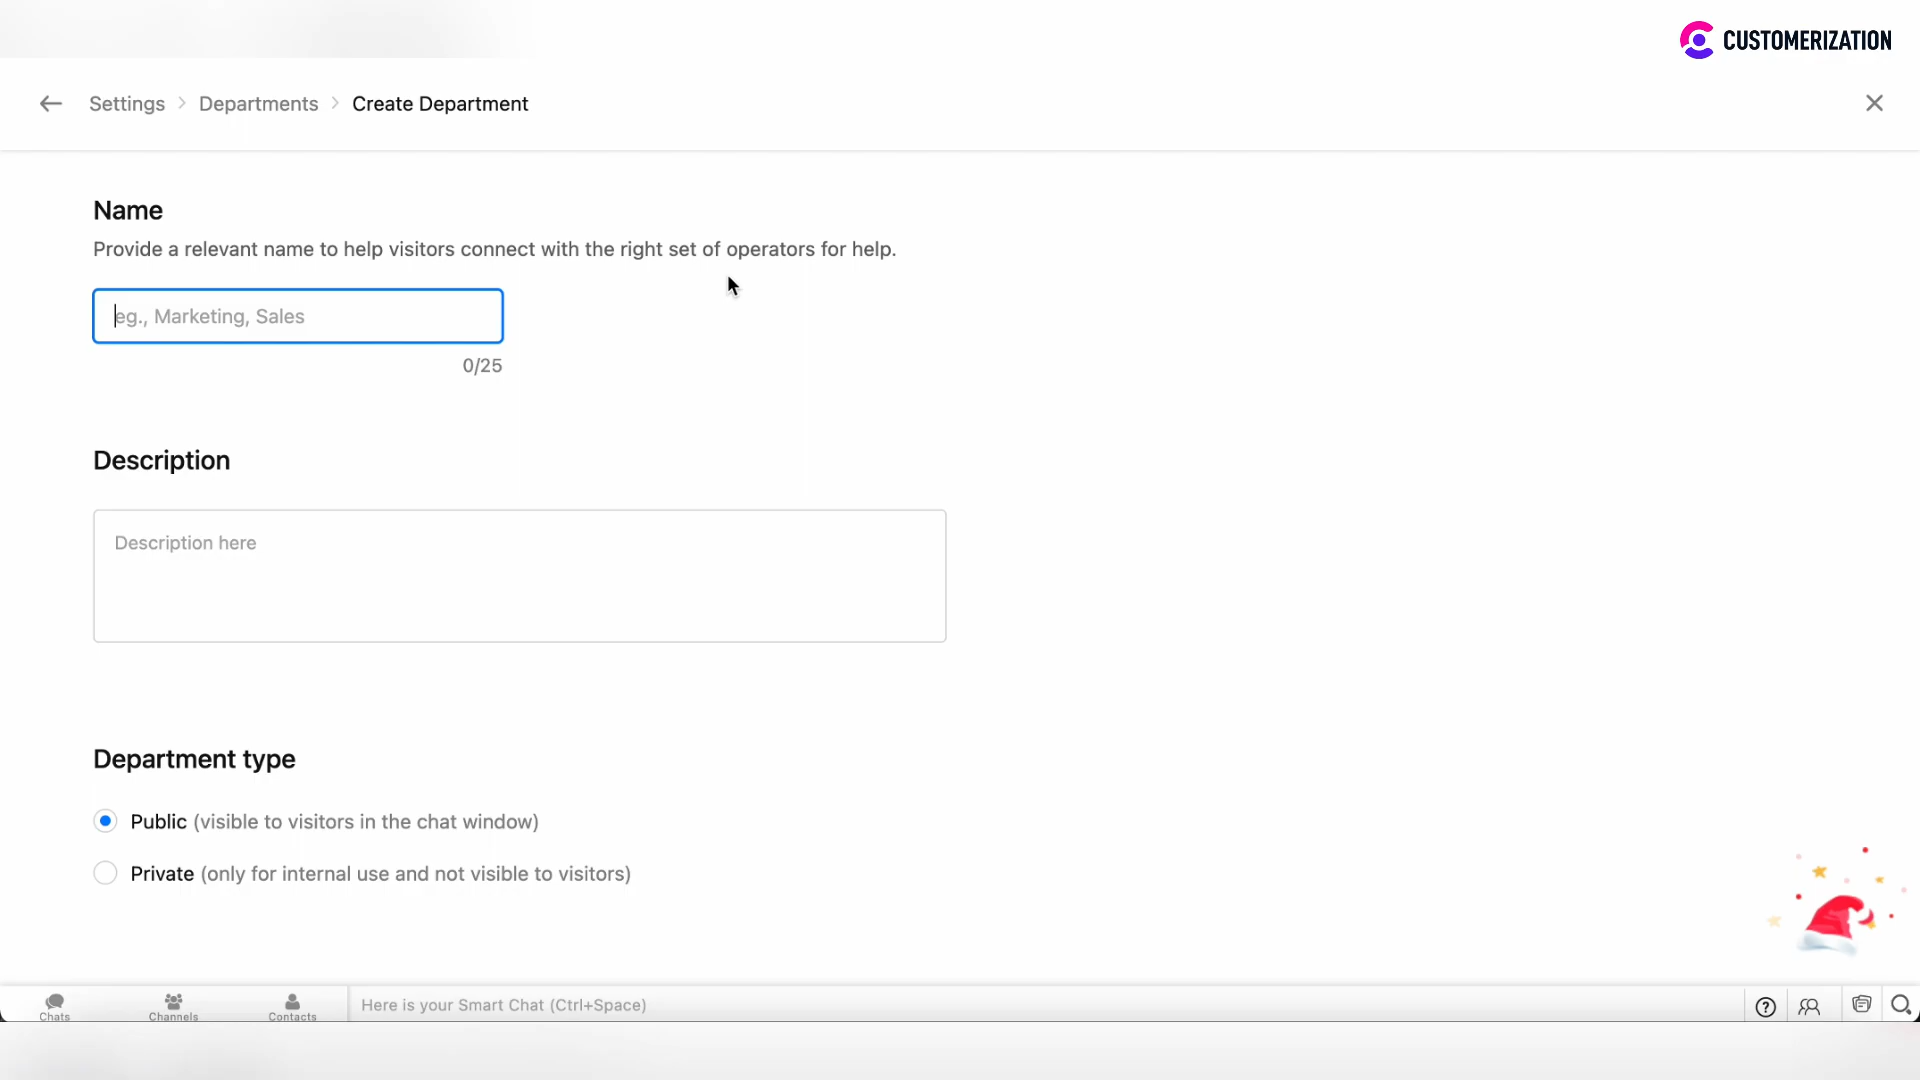 CUSTOMERIZATION
Settings > Departments > Create Department
Name
Provide a relevant name to help visitors connect with the right set of operators for help.
eg., Marketing, Sales
0/25
Description
Description here
Department type
Public (visible to visitors in the chat window)
Private (only for internal use and not visible to visitors)
Chats Channels Contacts Here is your Smart Chat (Ctrl+Space)